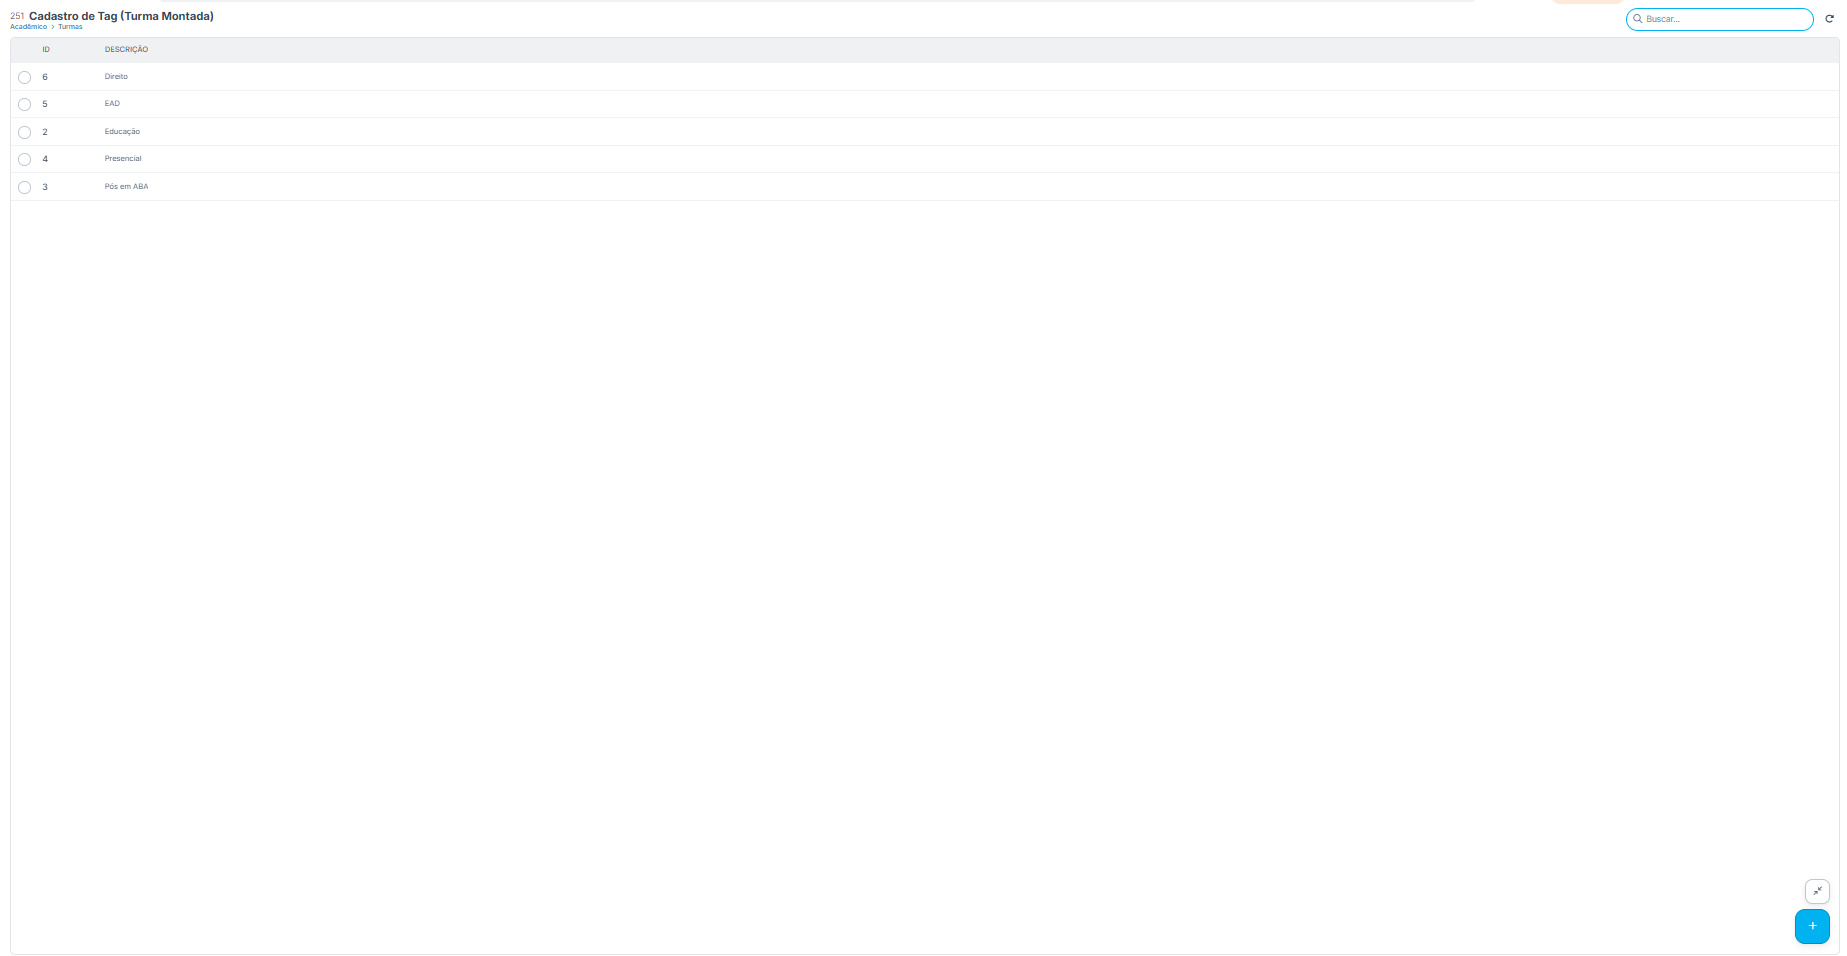 251 Cadastro de Tag (Turma Montada)
Acadêmico > Turmas
Buscar...
ID DESCRIÇÃO
6 Direito
5 EAD
2 Educação
4 Presencial
3 Pós em ABA